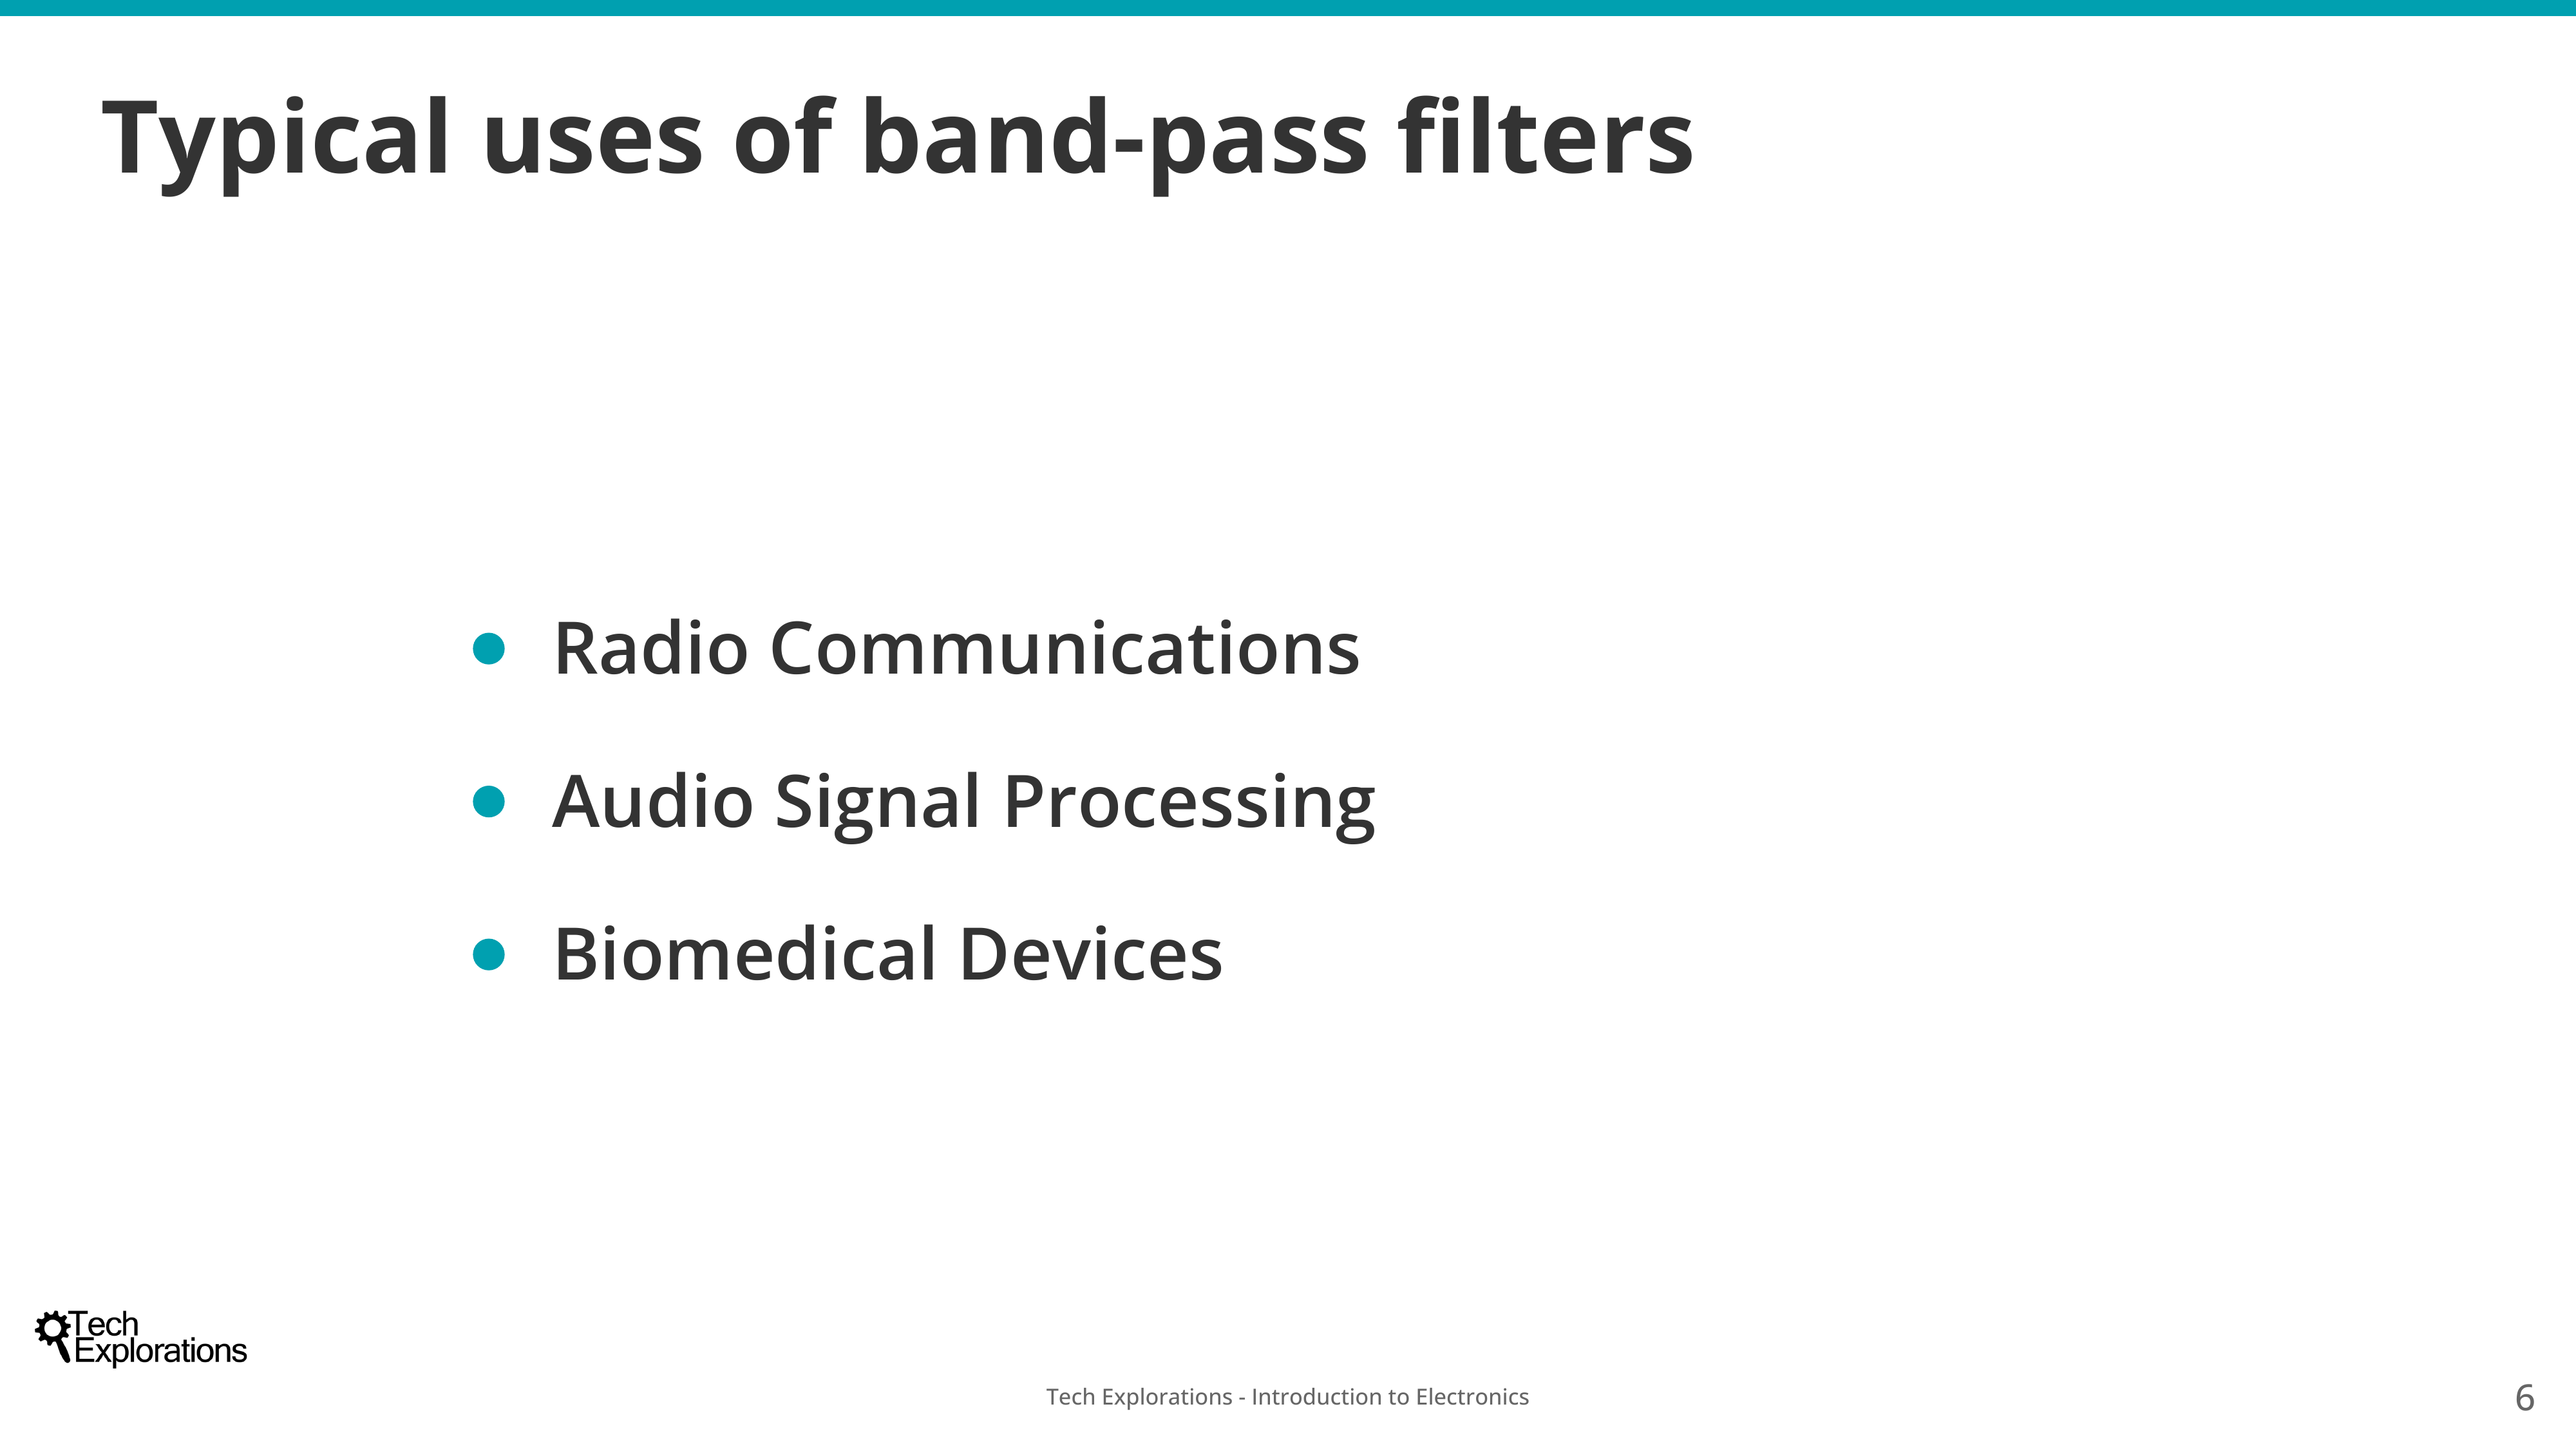 Typical uses of band-pass filters
Radio Communications
Audio Signal Processing
Biomedical Devices
Tech
Explorations
Tech Explorations - Introduction to Electronics
6